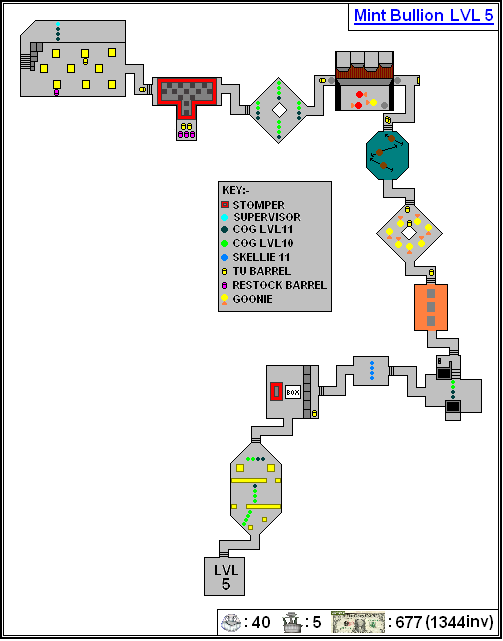 Mint Bullion LVL 5
KEY:-
STOMPER
SUPERVISOR
COG LVL11
COG LVL10
SKELLIE 11
TU BARREL
RESTOCK BARREL
GOONIE
BOX
LVL
5
: 40 : 5 : 677 (1344inv)